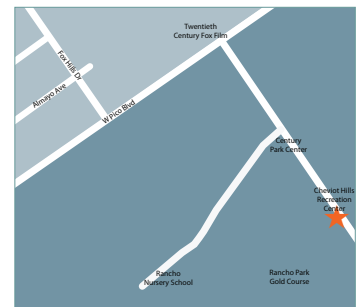 Twentieth
Century Fox Film
Fox Hills Dr
Almayo Ave
W Pico Blvd
Century
Park Center
Cheviot Hills
Recreation
Center
Rancho
Nursery School
Rancho Park
Gold Course